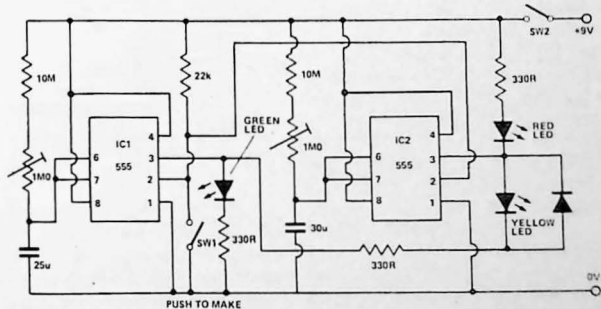 SW2
+9V
10M
22k
10M
330R
IC1
555
4
6
3
7
2
8
1
GREEN
LED
IC2
555
4
6
3
7
2
8
1
RED
LED
1M0
1M0
YELLOW
LED
SW1
330R
30u
330R
25u
0V
PUSH TO MAKE